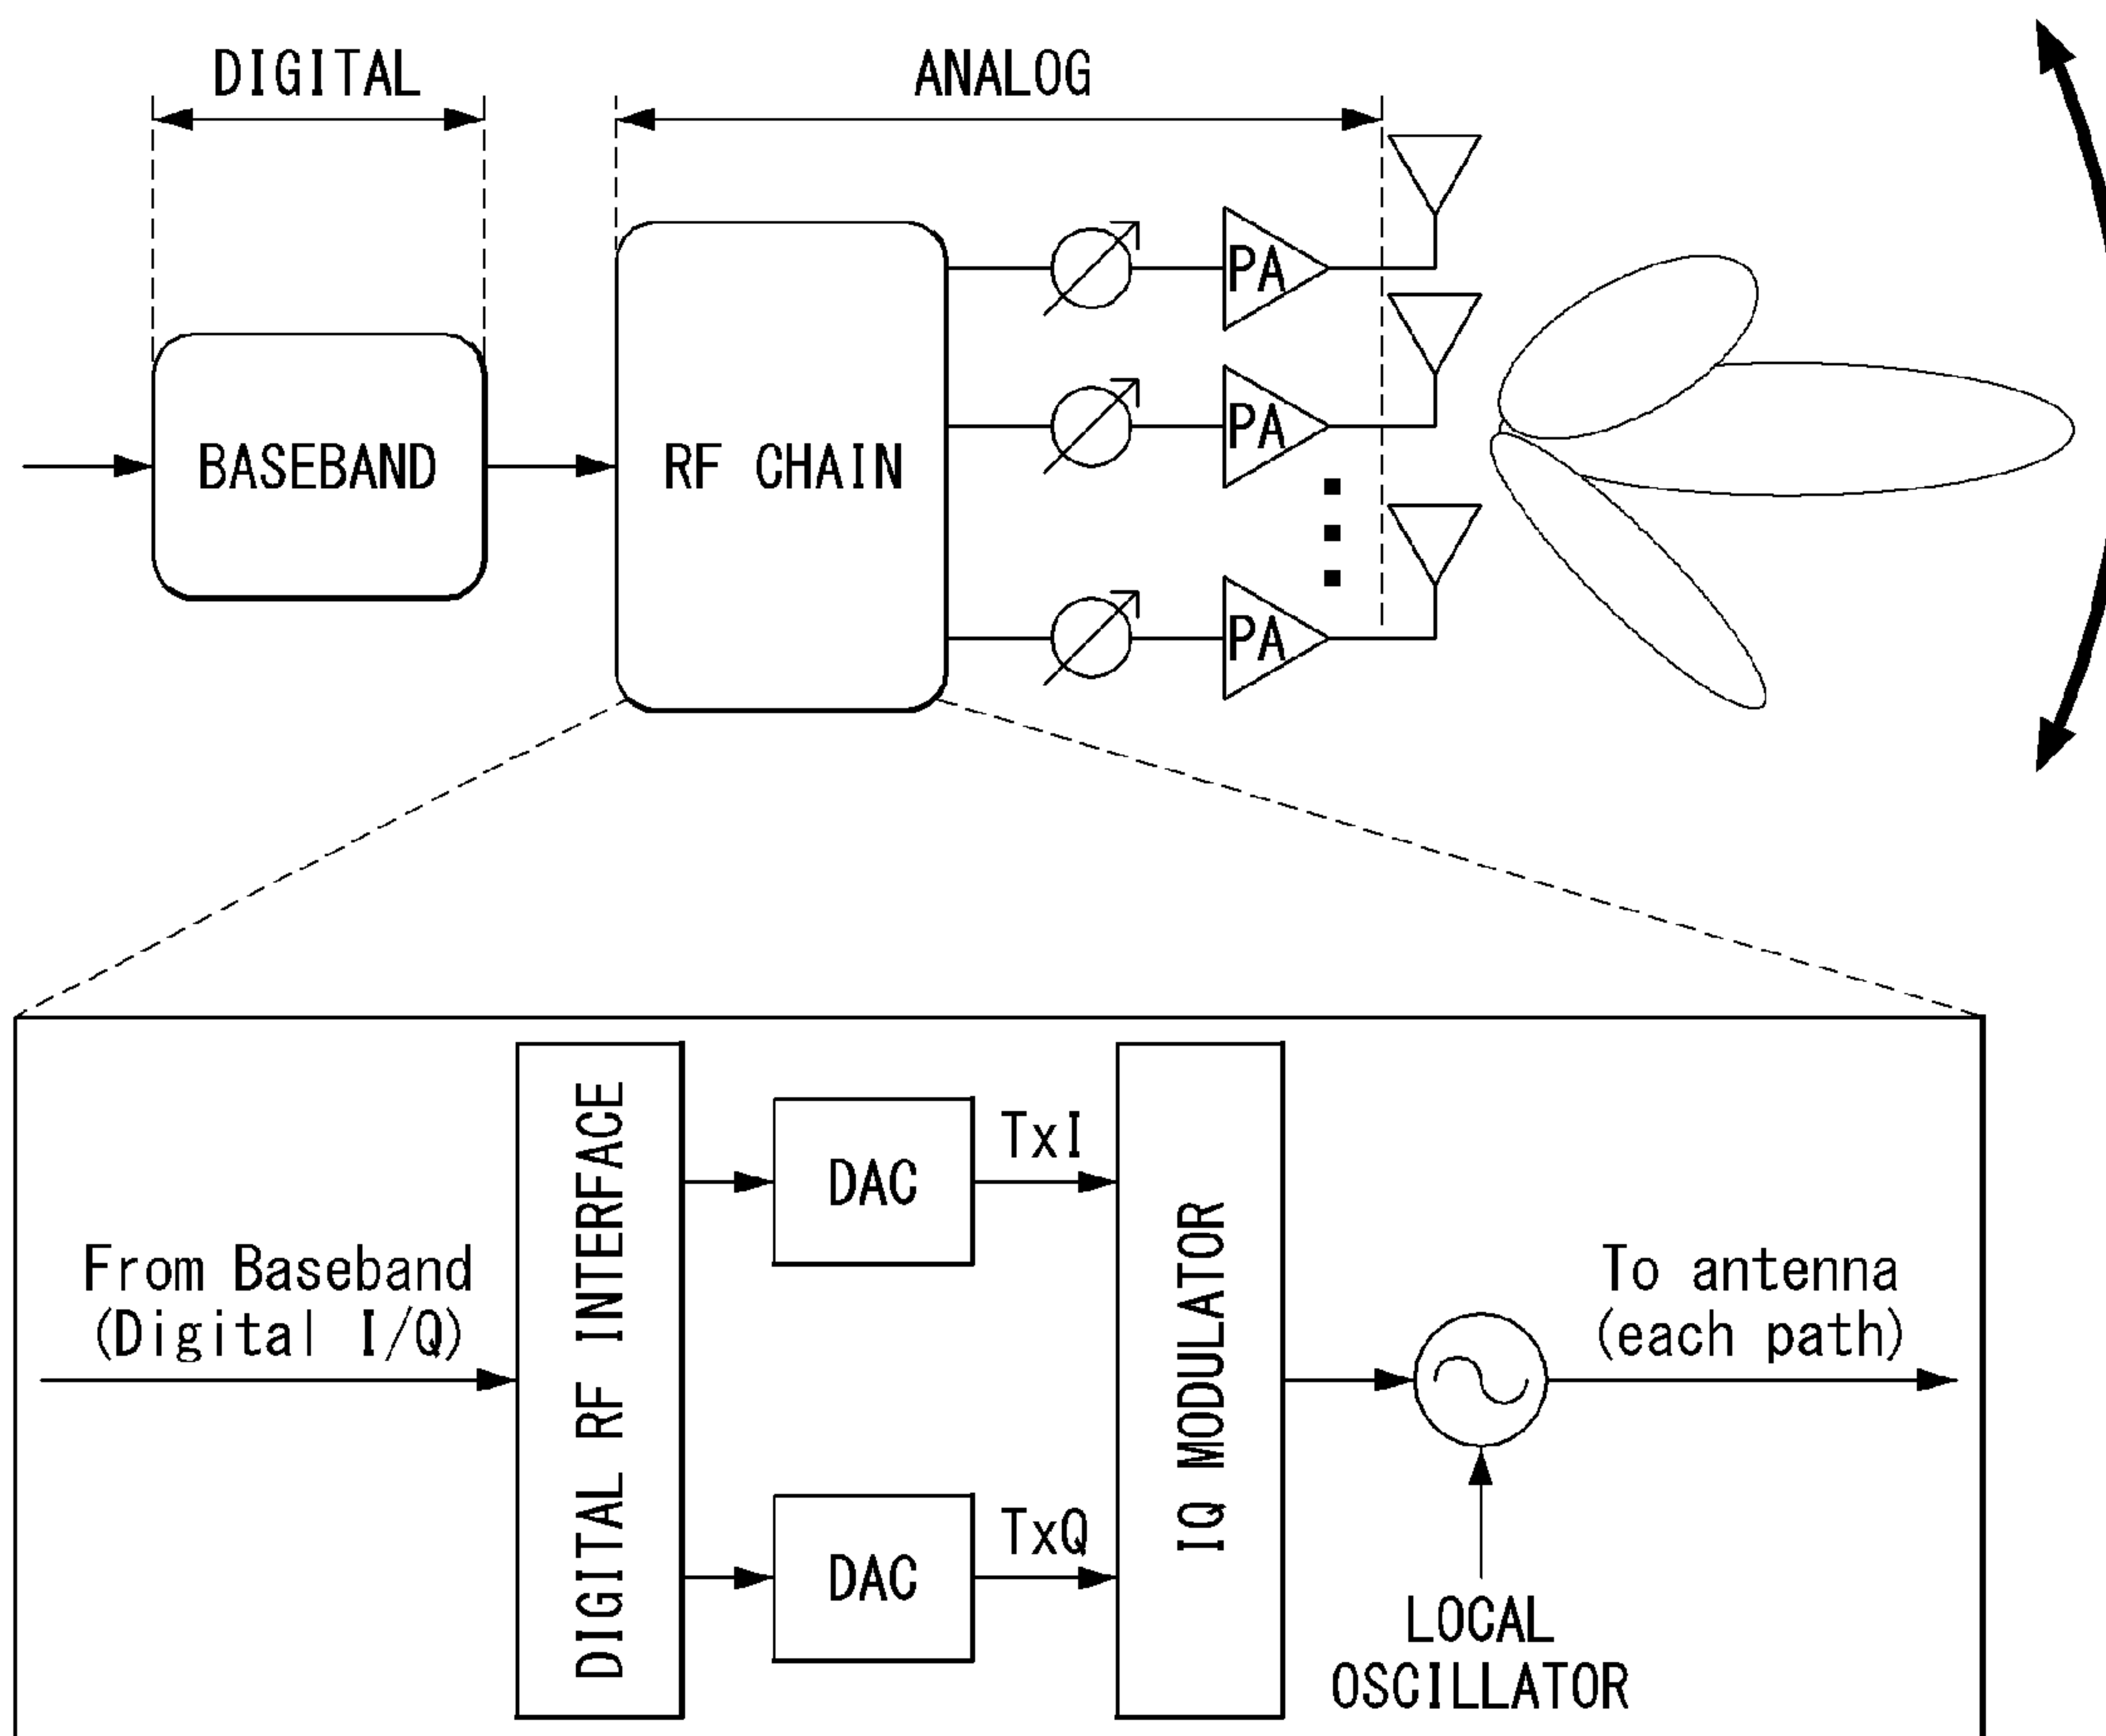 DIGITAL
ANALOG
BASEBAND
RF CHAIN
PA
PA
PA
From Baseband
(Digital I/Q)
DIGITAL RF INTERFACE
DAC
TxI
DAC
TxQ
IQ MODULATOR
To antenna
(each path)
LOCAL
OSCILLATOR